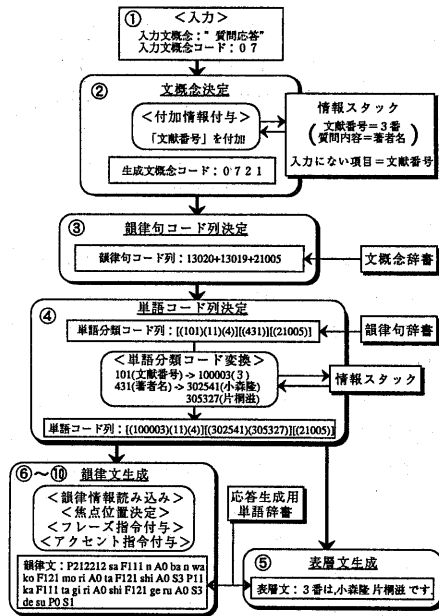 ①
<入力>
入力文概念:"質問応答"
入力文概念コード:07
②
文概念決定
<付加情報付与>
「文献番号」を付加
生成文概念コード:0721
情報スタック
文献番号=3番
質問内容=著者名
入力にない項目=文献番号
③
韻律句コード列決定
韻律句コード列:13020+13019+21005
文概念辞書
④
単語コード列決定
単語分類コード列:[(101)(11)(4)][(431)][(21005)]
韻律句辞書
<単語分類コード変換>
101(文献番号) -> 100003(3)
431(著者名) -> 302541(小森隆)
305327(片桐滋)
情報スタック
単語コード列:[(100003)(11)(4)][(302541)(305327)][(21005)]
⑥~⑩
韻律文生成
<韻律情報読み込み>
<焦点位置決定>
<フレーズ指令付与>
<アクセント指令付与>
韻律文:P212212 sa F111 n A0 ba n wa
ko F121 mo ri A0 ta F121 shi A0 S3 P11
ka F111 ta gi ri A0 shi F121 ge ru A0 S3
de su P0 S1
応答生成用
単語辞書
⑤
表層文生成
表層文:3番は,小森隆 片桐滋 です.